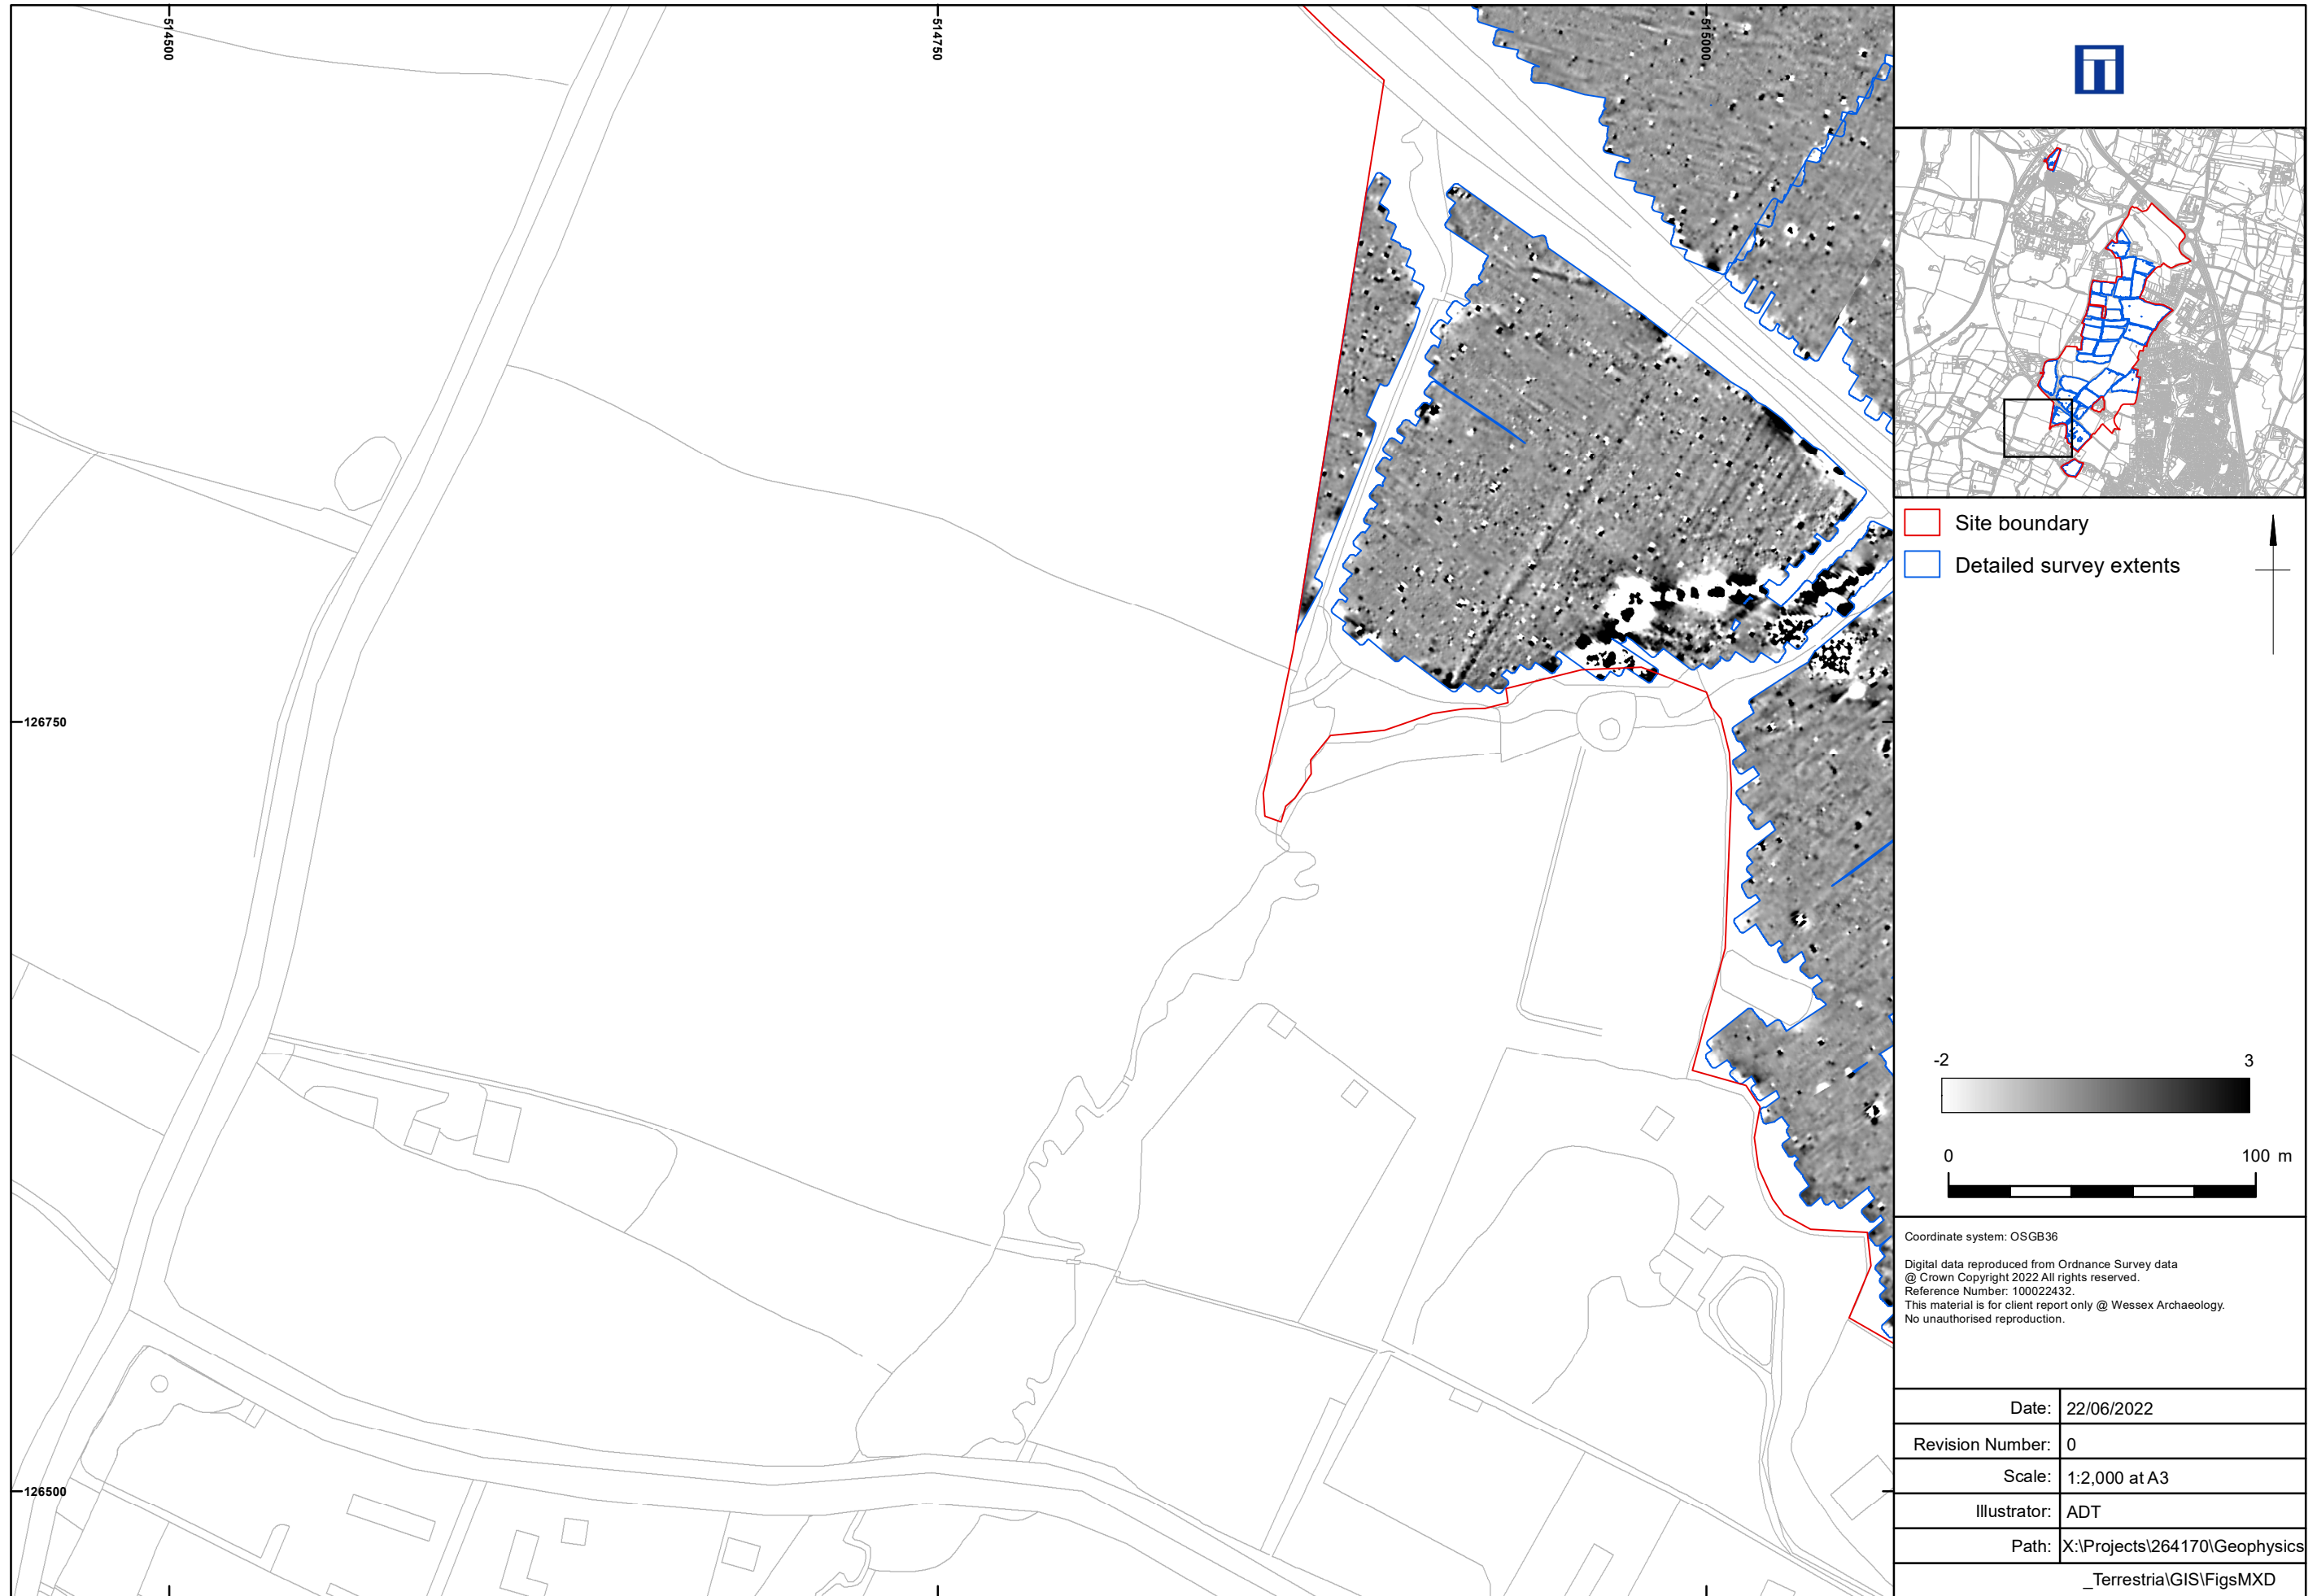 514500
514750
515000
126750
126500
Site boundary
Detailed survey extents
-2 3
0 100 m
Coordinate system: OSGB36
Digital data reproduced from Ordnance Survey data
@ Crown Copyright 2022 All rights reserved.
Reference Number: 100022432.
This material is for client report only @ Wessex Archaeology.
No unauthorised reproduction.
Date: 22/06/2022
Revision Number: 0
Scale: 1:2,000 at A3
Illustrator: ADT
Path: X:\Projects\264170\Geophysics
_Terrestria\GIS\FigsMXD